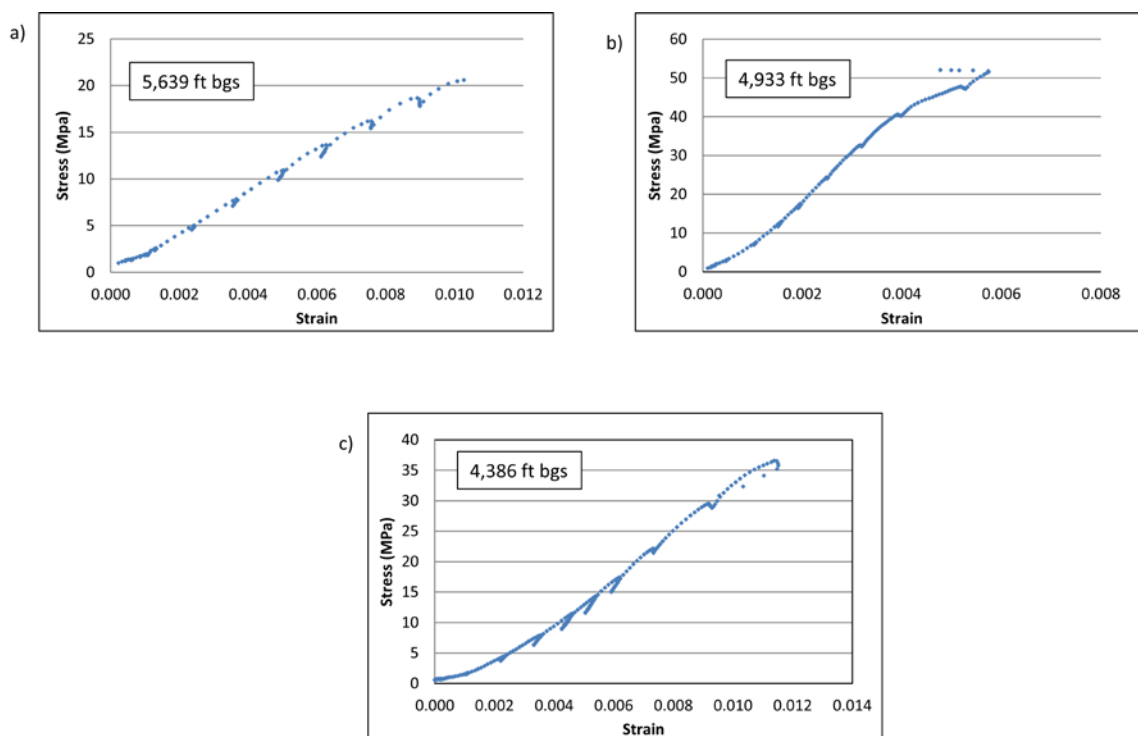 a)
5,639 ft bgs
Stress (Mpa)
25
20
15
10
5
0
0.000 0.002 0.004 0.006 0.008 0.010 0.012
Strain
b)
4,933 ft bgs
Stress (Mpa)
60
50
40
30
20
10
0
0.000 0.002 0.004 0.006 0.008
Strain
c)
4,386 ft bgs
Stress (MPa)
40
35
30
25
20
15
10
5
0
0.000 0.002 0.004 0.006 0.008 0.010 0.012 0.014
Strain